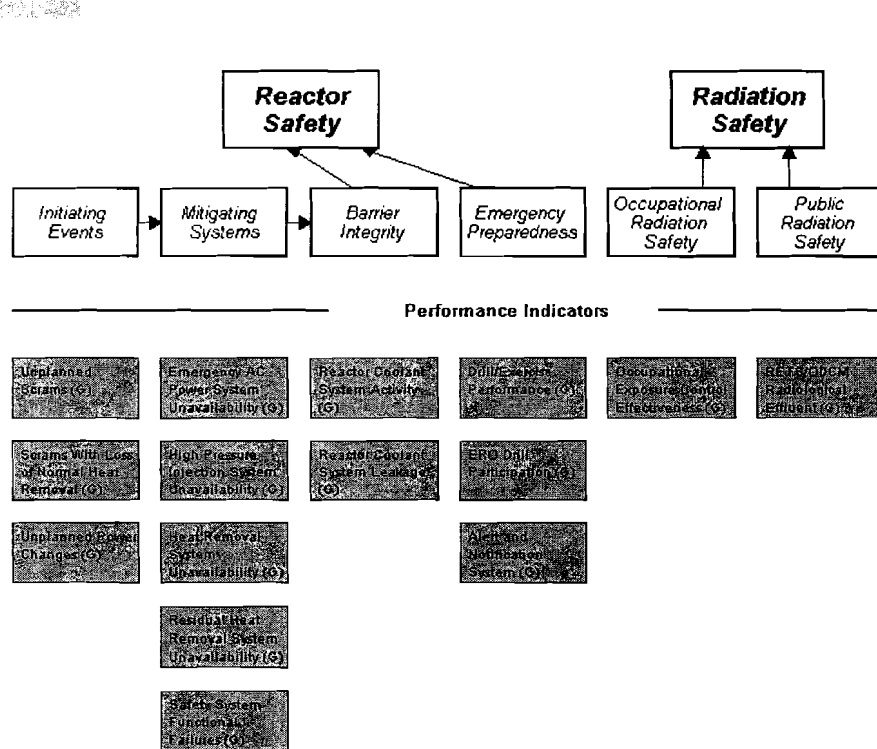 Reactor
Safety
Radiation
Safety
Initiating
Events
Mitigating
Systems
Barrier
Integrity
Emergency
Preparedness
Occupational
Radiation
Safety
Public
Radiation
Safety
Performance Indicators
Unplanned
Scrams (G)
Emergency AC
Power System
Unavailability (G)
Reactor Coolant
System Activity
(G)
Drill/Exercise
Performance (G)
Occupational
Exposure Control
Effectiveness (G)
RETS/ODCM
Radiological
Effluent (G)
Scrams With Loss
of Normal Heat
Removal (G)
High Pressure
Injection System
Unavailability (G)
Reactor Coolant
System Leakage
(G)
ERO Drill
Participation (G)
Unplanned Power
Changes (G)
Heat Removal
Systems
Unavailability (G)
Alert and
Notification
System (G)
Residual Heat
Removal System
Unavailability (G)
Safety System
Functional
Failures (G)